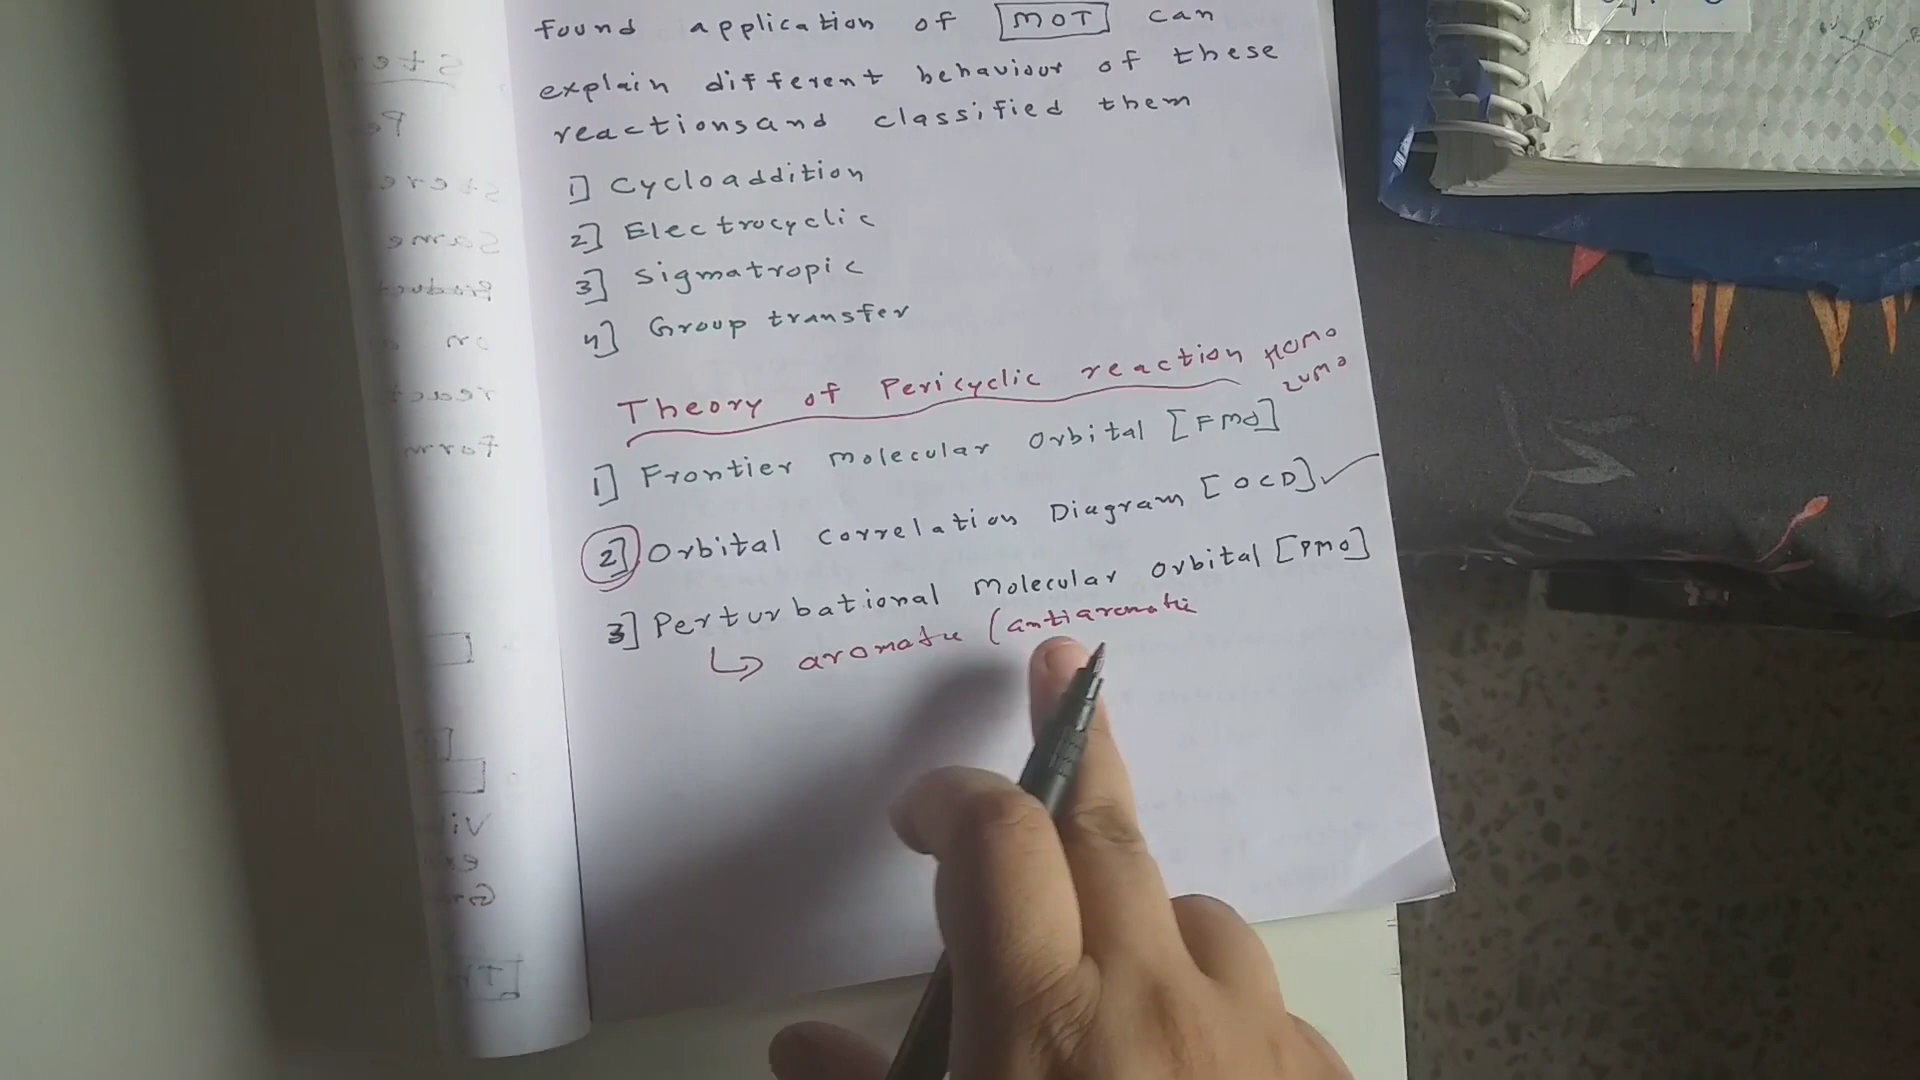 found application of MOT can
explain different behaviour of these
reactions and classified them
1] Cycloaddition
2] Electrocyclic
3] Sigmatropic
4] Group transfer
Theory of Pericyclic reaction HOMO
LUMO
1] Frontier Molecular Orbital [FMO]
2] Orbital Correlation Diagram [OCD]
3] Perturbational Molecular Orbital [PMO]
↳ aromatic (antiaromatic